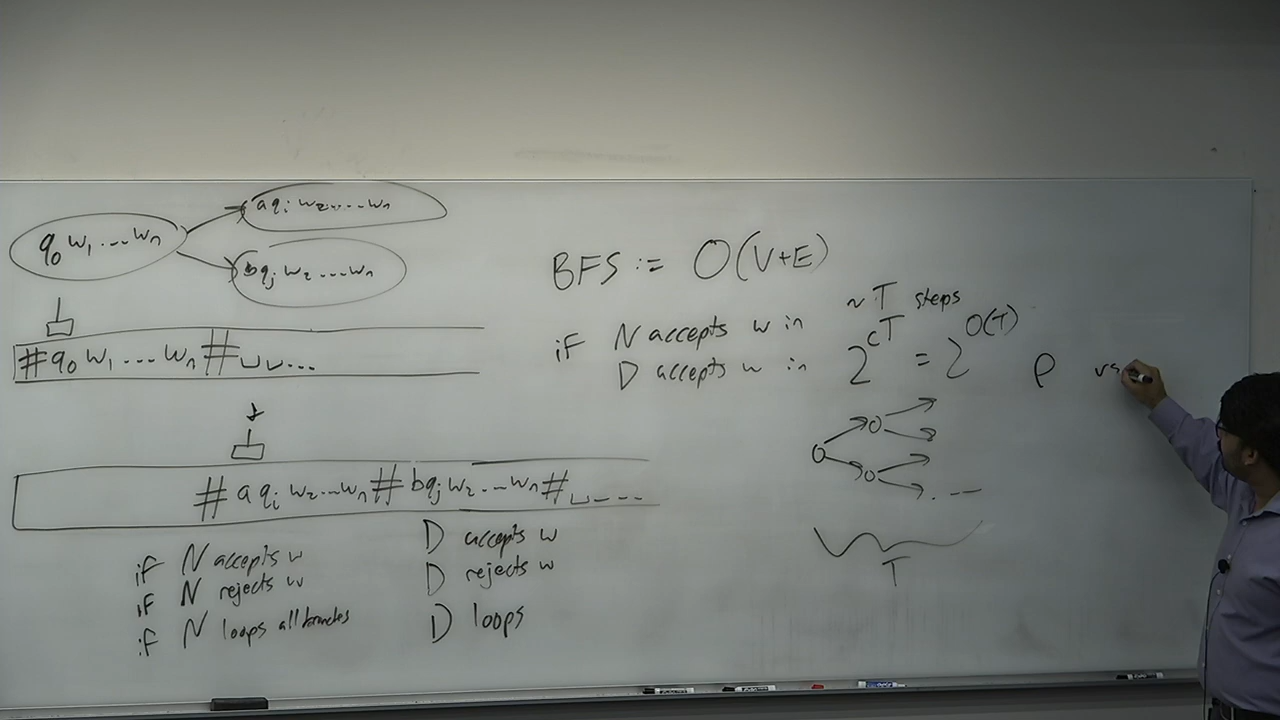 q₀ w₁ ... wₙ
a qᵢ w₂ ... wₙ
b qⱼ w₂ ... wₙ
# q₀ w₁ ... wₙ # ⊔ ⊔ ...
# a qᵢ w₂ ... wₙ # b qⱼ w₂ ... wₙ # ⊔ ...
if N accepts w D accepts w
if N rejects w D rejects w
if N loops all branches D loops
BFS := O(V+E)
if N accepts w in ~T steps
D accepts w in 2^cT = 2^O(T)
T
P vs